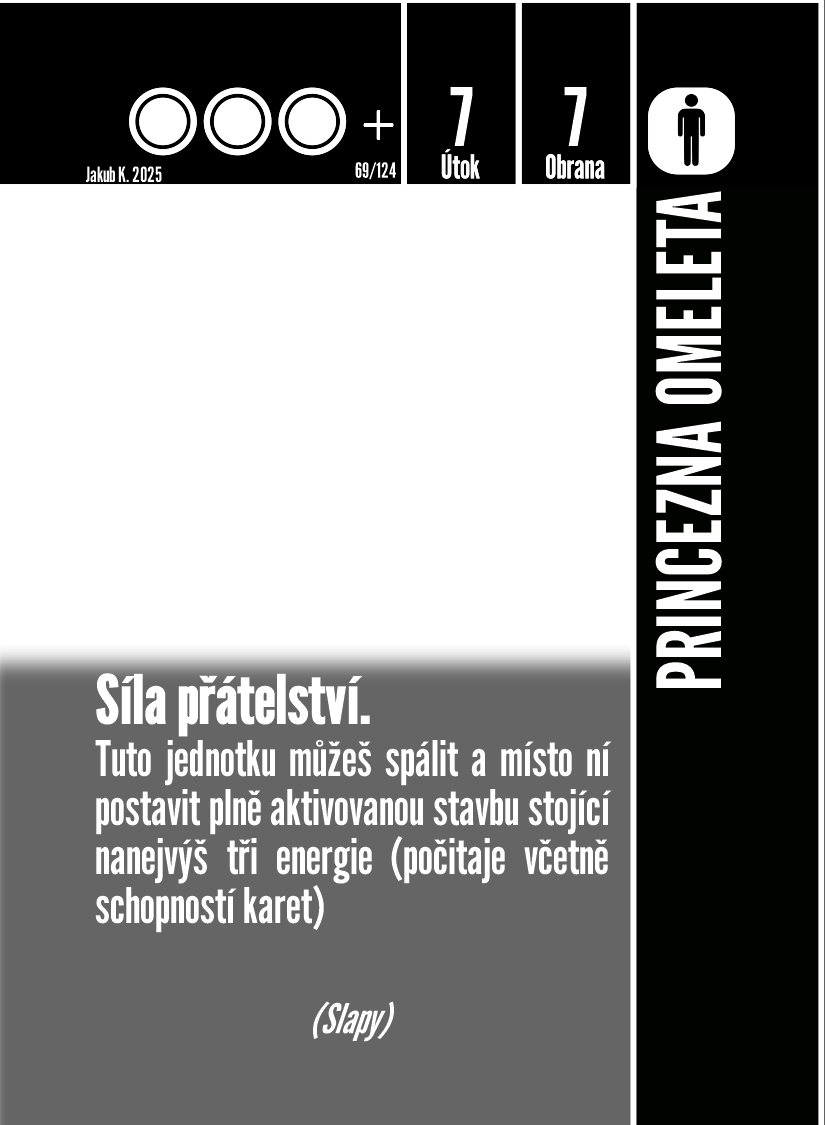 +
7
7
Útok
Obrana
Jakub K. 2025
69/124
PRINCEZNA OMELETA
Síla přátelství.
Tuto jednotku můžeš spálit a místo ní
postavit plně aktivovanou stavbu stojící
nanejvýš tři energie (počitaje včetně
schopností karet)
(Slapy)